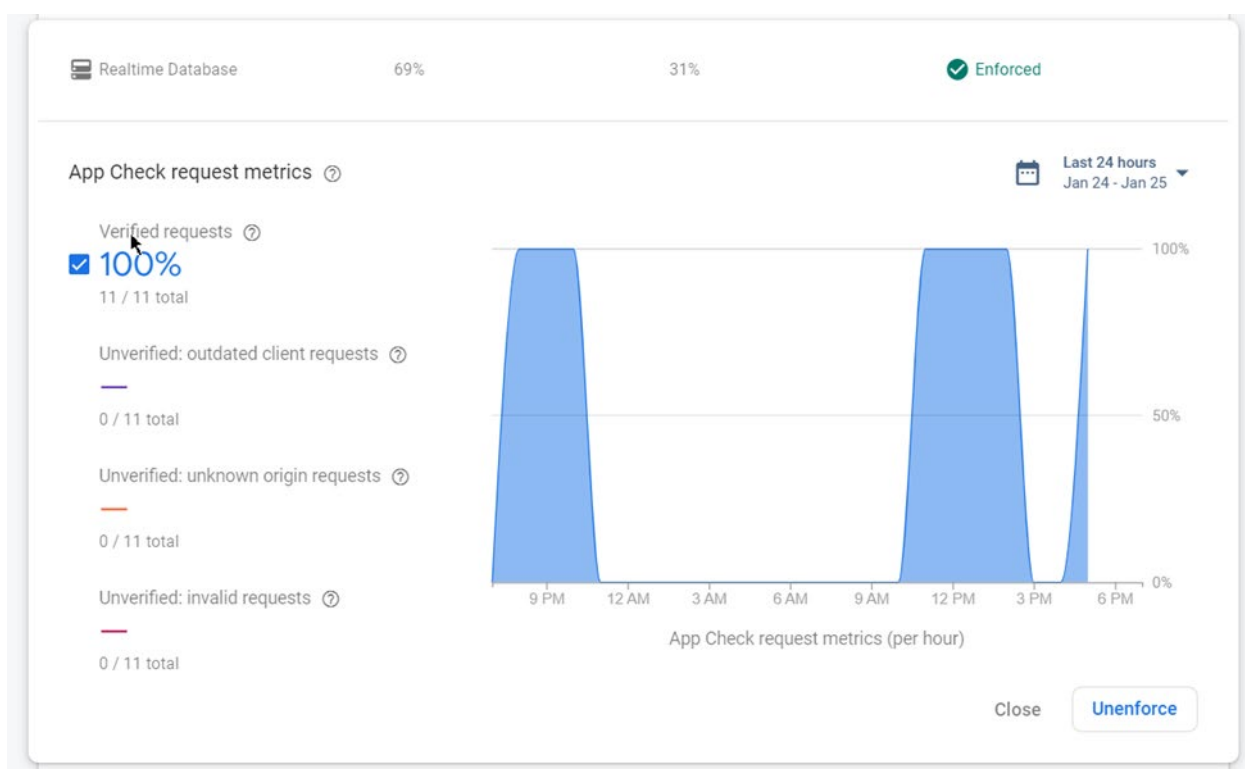 Realtime Database 69% 31% Enforced
App Check request metrics
Last 24 hours
Jan 24 - Jan 25
Verified requests
100%
11 / 11 total
Unverified: outdated client requests
0 / 11 total
Unverified: unknown origin requests
0 / 11 total
Unverified: invalid requests
0 / 11 total
100%
50%
0%
9 PM 12 AM 3 AM 6 AM 9 AM 12 PM 3 PM 6 PM
App Check request metrics (per hour)
Close Unenforce